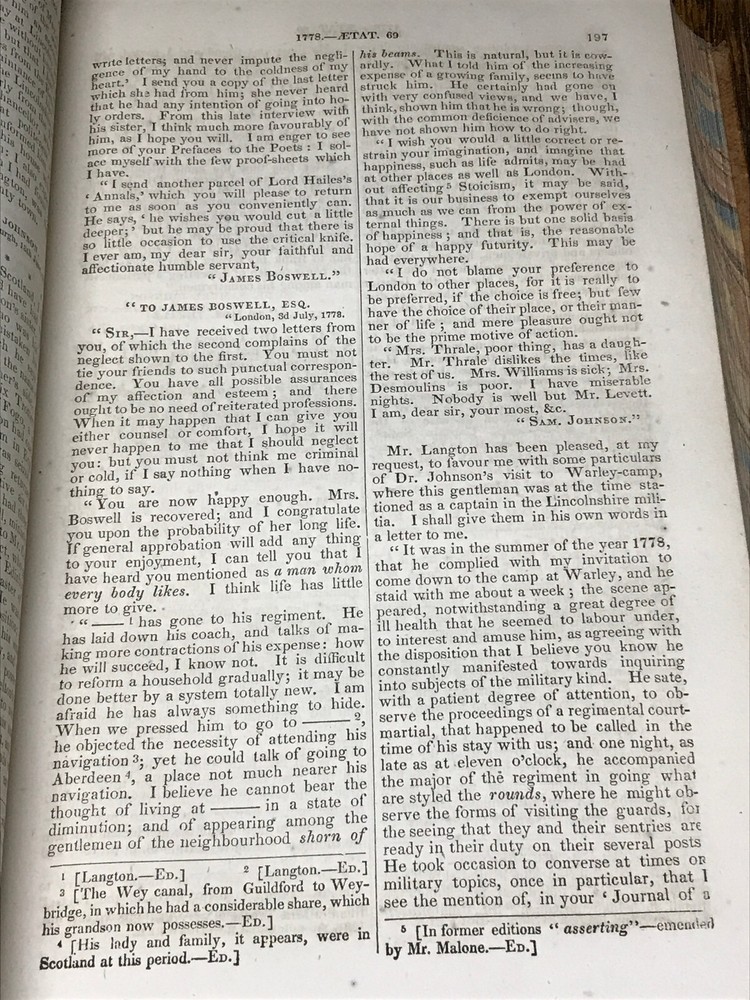 1778.—ÆTAT. 69
197
write letters; and never impute the negli-
gence of my hand to the coldness of my
heart.' I send you a copy of the last letter
which she had from him; she never heard
that he had any intention of going into ho-
ly orders. From this late interview with
his sister, I think much more favourably of
him, as I hope you will. I am eager to see
more of your Prefaces to the Poets: I sol-
ace myself with the few proof-sheets which
I have.
"I send another parcel of Lord Hailes's
'Annals,' which you will please to return
to me as soon as you conveniently can.
He says, 'he wishes you would cut a little
deeper;' but he may be proud that there is
so little occasion to use the critical knife.
I ever am, my dear sir, your faithful and
affectionate humble servant,
"JAMES BOSWELL."
"TO JAMES BOSWELL, ESQ.
"London, 3d July, 1778.
"SIR,—I have received two letters from
you, of which the second complains of the
neglect shown to the first. You must not
tie your friends to such punctual correspon-
dence. You have all possible assurances
of my affection and esteem; and there
ought to be no need of reiterated professions.
When it may happen that I can give you
either counsel or comfort, I hope it will
never happen to me that I should neglect
you: but you must not think me criminal
or cold, if I say nothing when I have no-
thing to say.
"You are now happy enough. Mrs.
Boswell is recovered; and I congratulate
you upon the probability of her long life.
If general approbation will add any thing
to your enjoyment, I can tell you that I
have heard you mentioned as a man whom
every body likes. I think life has little
more to give.
"—— 1 has gone to his regiment. He
has laid down his coach, and talks of ma-
king more contractions of his expense: how
he will succeed, I know not. It is difficult
to reform a household gradually; it may be
done better by a system totally new. I am
afraid he has always something to hide.
When we pressed him to go to —— 2,
he objected the necessity of attending his
navigation 3; yet he could talk of going to
Aberdeen 4, a place not much nearer his
navigation. I believe he cannot bear the
thought of living at —— in a state of
diminution; and of appearing among the
gentlemen of the neighbourhood shorn of
1 [Langton.—ED.] 2 [Langton.—ED.]
3 [The Wey canal, from Guildford to Wey-
bridge, in which he had a considerable share, which
his grandson now possesses.—ED.]
4 [His lady and family, it appears, were in
Scotland at this period.—ED.]
his beams. This is natural, but it is cow-
ardly. What I told him of the increasing
expense of a growing family, seems to have
struck him. He certainly had gone on
with very confused views, and we have, I
think, shown him that he is wrong; though,
with the common deficience of advisers, we
have not shown him how to do right.
"I wish you would a little correct or re-
strain your imagination, and imagine that
happiness, such as life admits, may be had
at other places as well as London. With-
out affecting 5 Stoicism, it may be said,
that it is our business to exempt ourselves
as much as we can from the power of ex-
ternal things. There is but one solid basis
of happiness; and that is, the reasonable
hope of a happy futurity. This may be
had everywhere.
"I do not blame your preference to
London to other places, for it is really to
be preferred, if the choice is free; but few
have the choice of their place, or their man-
ner of life; and mere pleasure ought not
to be the prime motive of action.
"Mrs. Thrale, poor thing, has a daugh-
ter. Mr. Thrale dislikes the times, like
the rest of us. Mrs. Williams is sick; Mrs.
Desmoulins is poor. I have miserable
nights. Nobody is well but Mr. Levett.
I am, dear sir, your most, &c.
"SAM. JOHNSON."
Mr. Langton has been pleased, at my
request, to favour me with some particulars
of Dr. Johnson's visit to Warley-camp,
where this gentleman was at the time sta-
tioned as a captain in the Lincolnshire mili-
tia. I shall give them in his own words in
a letter to me.
"It was in the summer of the year 1778,
that he complied with my invitation to
come down to the camp at Warley, and he
staid with me about a week; the scene ap-
peared, notwithstanding a great degree of
ill health that he seemed to labour under,
to interest and amuse him, as agreeing with
the disposition that I believe you know he
constantly manifested towards inquiring
into subjects of the military kind. He sate,
with a patient degree of attention, to ob-
serve the proceedings of a regimental court-
martial, that happened to be called in the
time of his stay with us; and one night, as
late as at eleven o'clock, he accompanied
the major of the regiment in going what
are styled the rounds, where he might ob-
serve the forms of visiting the guards, for
the seeing that they and their sentries are
ready in their duty on their several posts
He took occasion to converse at times on
military topics, once in particular, that I
see the mention of, in your 'Journal of a
5 [In former editions "asserting"—emended
by Mr. Malone.—ED.]